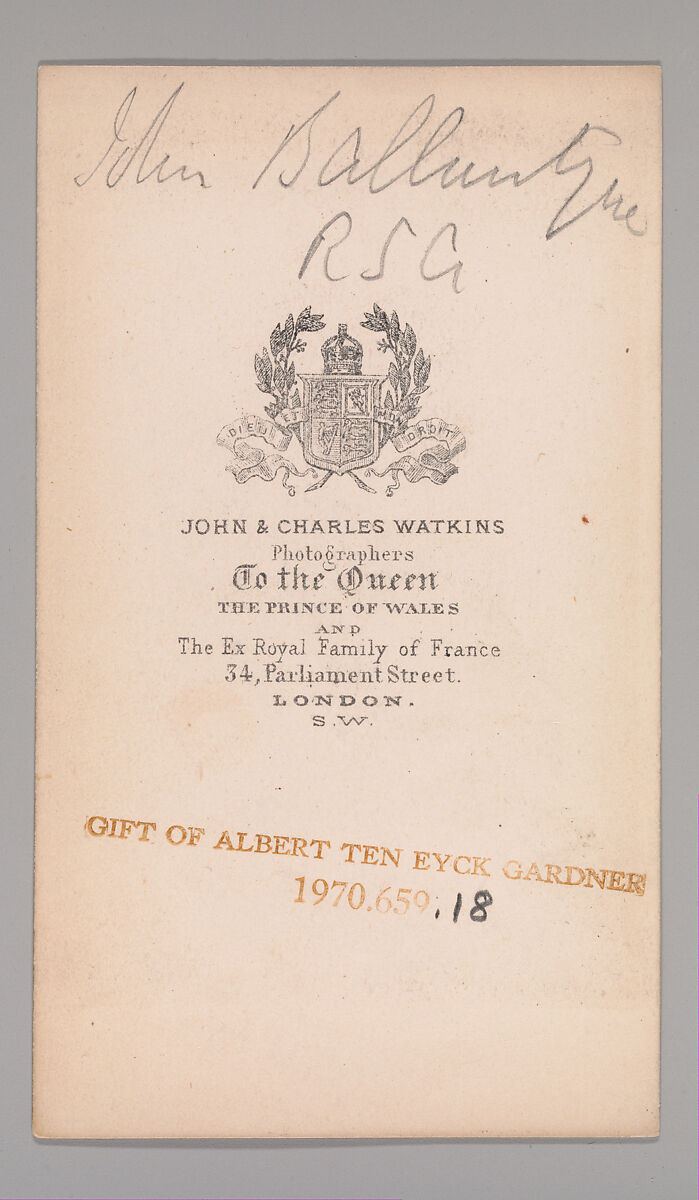 John Ballantyne
RSA
DIEU ET MON DROIT
JOHN & CHARLES WATKINS
Photographers
To the Queen
THE PRINCE OF WALES
AND
The Ex Royal Family of France
34, Parliament Street.
LONDON.
S.W.
GIFT OF ALBERT TEN EYCK GARDNER
1970.659.18